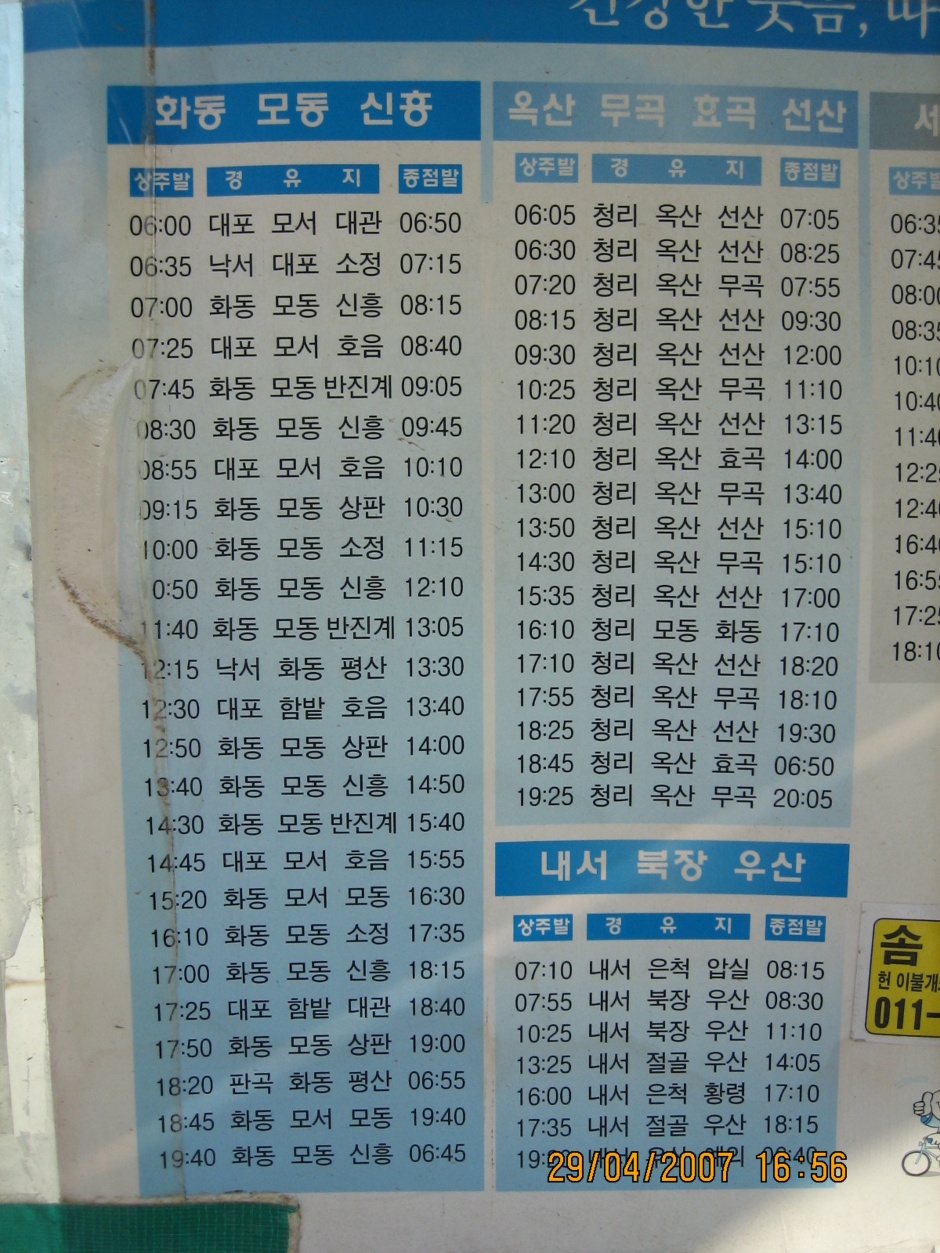 건강한 웃음, 따
화동 모동 신흥
상주발 경 유 지 종점발
06:00 대포 모서 대관 06:50
06:35 낙서 대포 소정 07:15
07:00 화동 모동 신흥 08:15
07:25 대포 모서 호음 08:40
07:45 화동 모동 반진계 09:05
08:30 화동 모동 신흥 09:45
08:55 대포 모서 호음 10:10
09:15 화동 모동 상판 10:30
10:00 화동 모동 소정 11:15
10:50 화동 모동 신흥 12:10
11:40 화동 모동 반진계 13:05
12:15 낙서 화동 평산 13:30
12:30 대포 함밭 호음 13:40
12:50 화동 모동 상판 14:00
13:40 화동 모동 신흥 14:50
14:30 화동 모동 반진계 15:40
14:45 대포 모서 호음 15:55
15:20 화동 모서 모동 16:30
16:10 화동 모동 소정 17:35
17:00 화동 모동 신흥 18:15
17:25 대포 함밭 대관 18:40
17:50 화동 모동 상판 19:00
18:20 판곡 화동 평산 06:55
18:45 화동 모서 모동 19:40
19:40 화동 모동 신흥 06:45
옥산 무곡 효곡 선산
상주발 경 유 지 종점발
06:05 청리 옥산 선산 07:05
06:30 청리 옥산 선산 08:25
07:20 청리 옥산 무곡 07:55
08:15 청리 옥산 선산 09:30
09:30 청리 옥산 선산 12:00
10:25 청리 옥산 무곡 11:10
11:20 청리 옥산 선산 13:15
12:10 청리 옥산 효곡 14:00
13:00 청리 옥산 무곡 13:40
13:50 청리 옥산 선산 15:10
14:30 청리 옥산 무곡 15:10
15:35 청리 옥산 선산 17:00
16:10 청리 모동 화동 17:10
17:10 청리 옥산 선산 18:20
17:55 청리 옥산 무곡 18:10
18:25 청리 옥산 선산 19:30
18:45 청리 옥산 효곡 06:50
19:25 청리 옥산 무곡 20:05
내서 북장 우산
상주발 경 유 지 종점발
07:10 내서 은척 압실 08:15
07:55 내서 북장 우산 08:30
10:25 내서 북장 우산 11:10
13:25 내서 절골 우산 14:05
16:00 내서 은척 황령 17:10
17:35 내서 절골 우산 18:15
내서
29/04/2007 16:56
세
상주발
06:35
07:45
08:00
08:35
10:10
10:40
11:40
12:25
12:40
16:40
16:55
17:25
18:10
솜
헌 이불개
011-